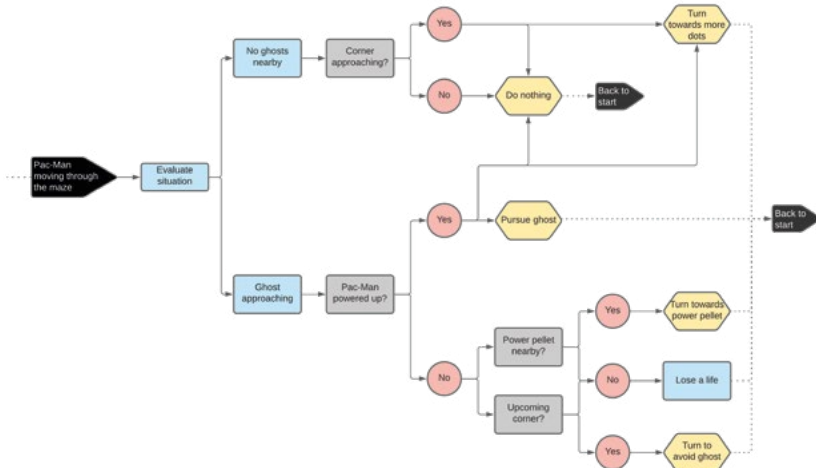 Yes
Turn
towards more
dots
No ghosts
nearby
Corner
approaching?
No
Do nothing
Back to
start
Pac-Man
moving through
the maze
Evaluate
situation
Yes
Pursue ghost
Back to
start
Ghost
approaching
Pac-Man
powered up?
Yes
Turn towards
power pellet
Power pellet
nearby?
No
No
Lose a life
Upcoming
corner?
Yes
Turn to
avoid ghost